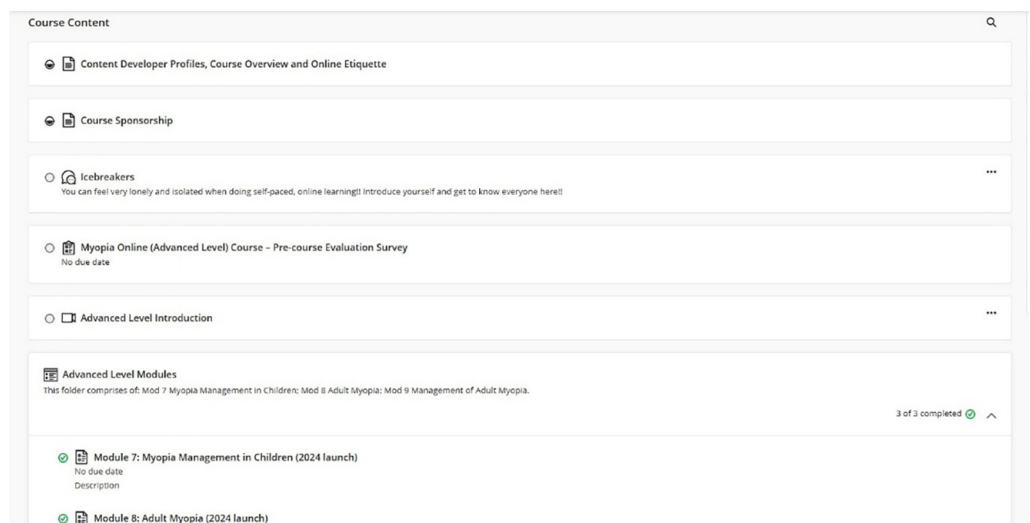 Course Content
Content Developer Profiles, Course Overview and Online Etiquette
Course Sponsorship
Icebreakers
You can feel very lonely and isolated when doing self-paced, online learning!! Introduce yourself and get to know everyone here!!
Myopia Online (Advanced Level) Course – Pre-course Evaluation Survey
No due date
Advanced Level Introduction
Advanced Level Modules
This folder comprises of: Mod 7 Myopia Management in Children; Mod 8 Adult Myopia; Mod 9 Management of Adult Myopia.
3 of 3 completed
Module 7: Myopia Management in Children (2024 launch)
No due date
Description
Module 8: Adult Myopia (2024 launch)